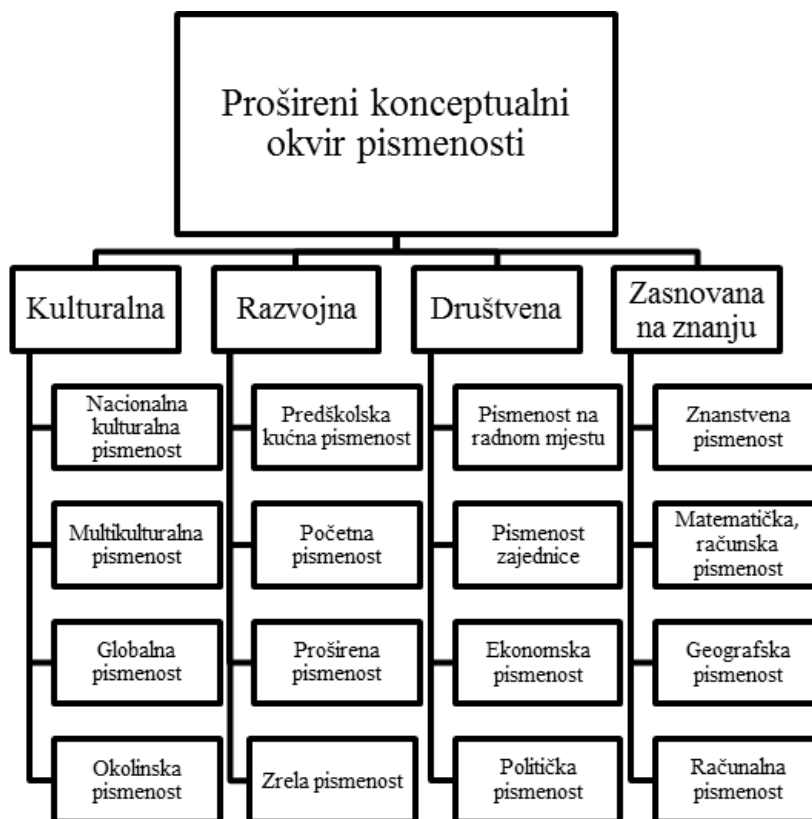 Prošireni konceptualni
okvir pismenosti
Kulturalna
Nacionalna
kulturalna
pismenost
Multikulturalna
pismenost
Globalna
pismenost
Okolinska
pismenost
Razvojna
Predškolska
kućna pismenost
Početna
pismenost
Proširena
pismenost
Zrela pismenost
Društvena
Pismenost na
radnom mjestu
Pismenost
zajednice
Ekonomska
pismenost
Politička
pismenost
Zasnovana
na znanju
Znanstvena
pismenost
Matematička,
računska
pismenost
Geografska
pismenost
Računalna
pismenost